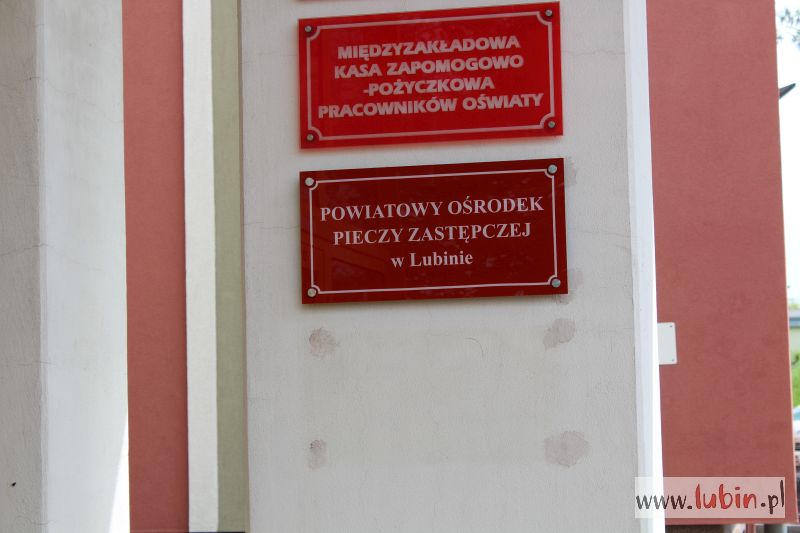 MIĘDZYZAKŁADOWA
KASA ZAPOMOGOWO
-POŻYCZKOWA
PRACOWNIKÓW OŚWIATY
POWIATOWY OŚRODEK
PIECZY ZASTĘPCZEJ
w Lubinie
www.lubin.pl